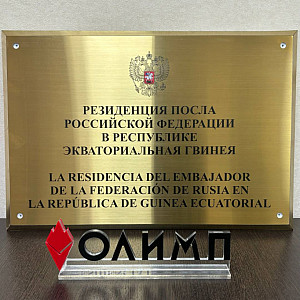 РЕЗИДЕНЦИЯ ПОСЛА
РОССИЙСКОЙ ФЕДЕРАЦИИ
В РЕСПУБЛИКЕ
ЭКВАТОРИАЛЬНАЯ ГВИНЕЯ
LA RESIDENCIA DEL EMBAJADOR
DE LA FEDERACIÓN DE RUSIA EN
LA REPÚBLICA DE GUINEA ECUATORIAL
ОЛИМП